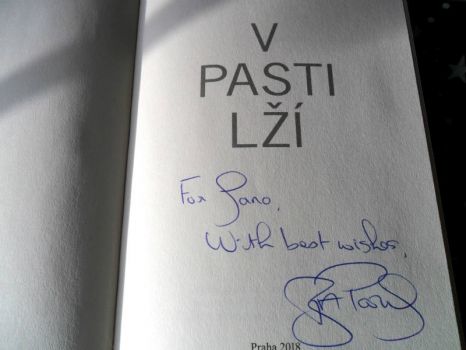 V
PASTI
LŽÍ
For Jano,
With best wishes,
Praha 2018